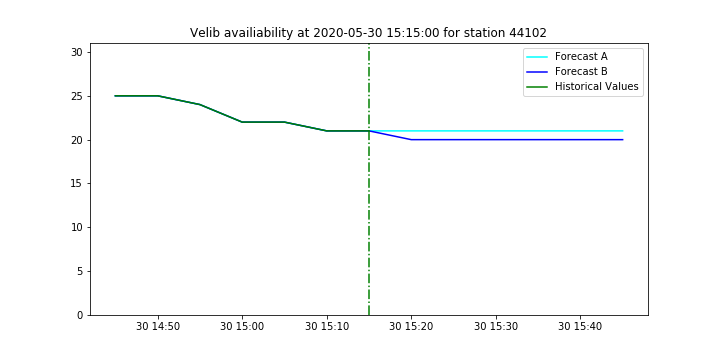 Velib availiability at 2020-05-30 15:15:00 for station 44102
Forecast A
Forecast B
Historical Values
30
25
20
15
10
5
0
30 14:50 30 15:00 30 15:10 30 15:20 30 15:30 30 15:40